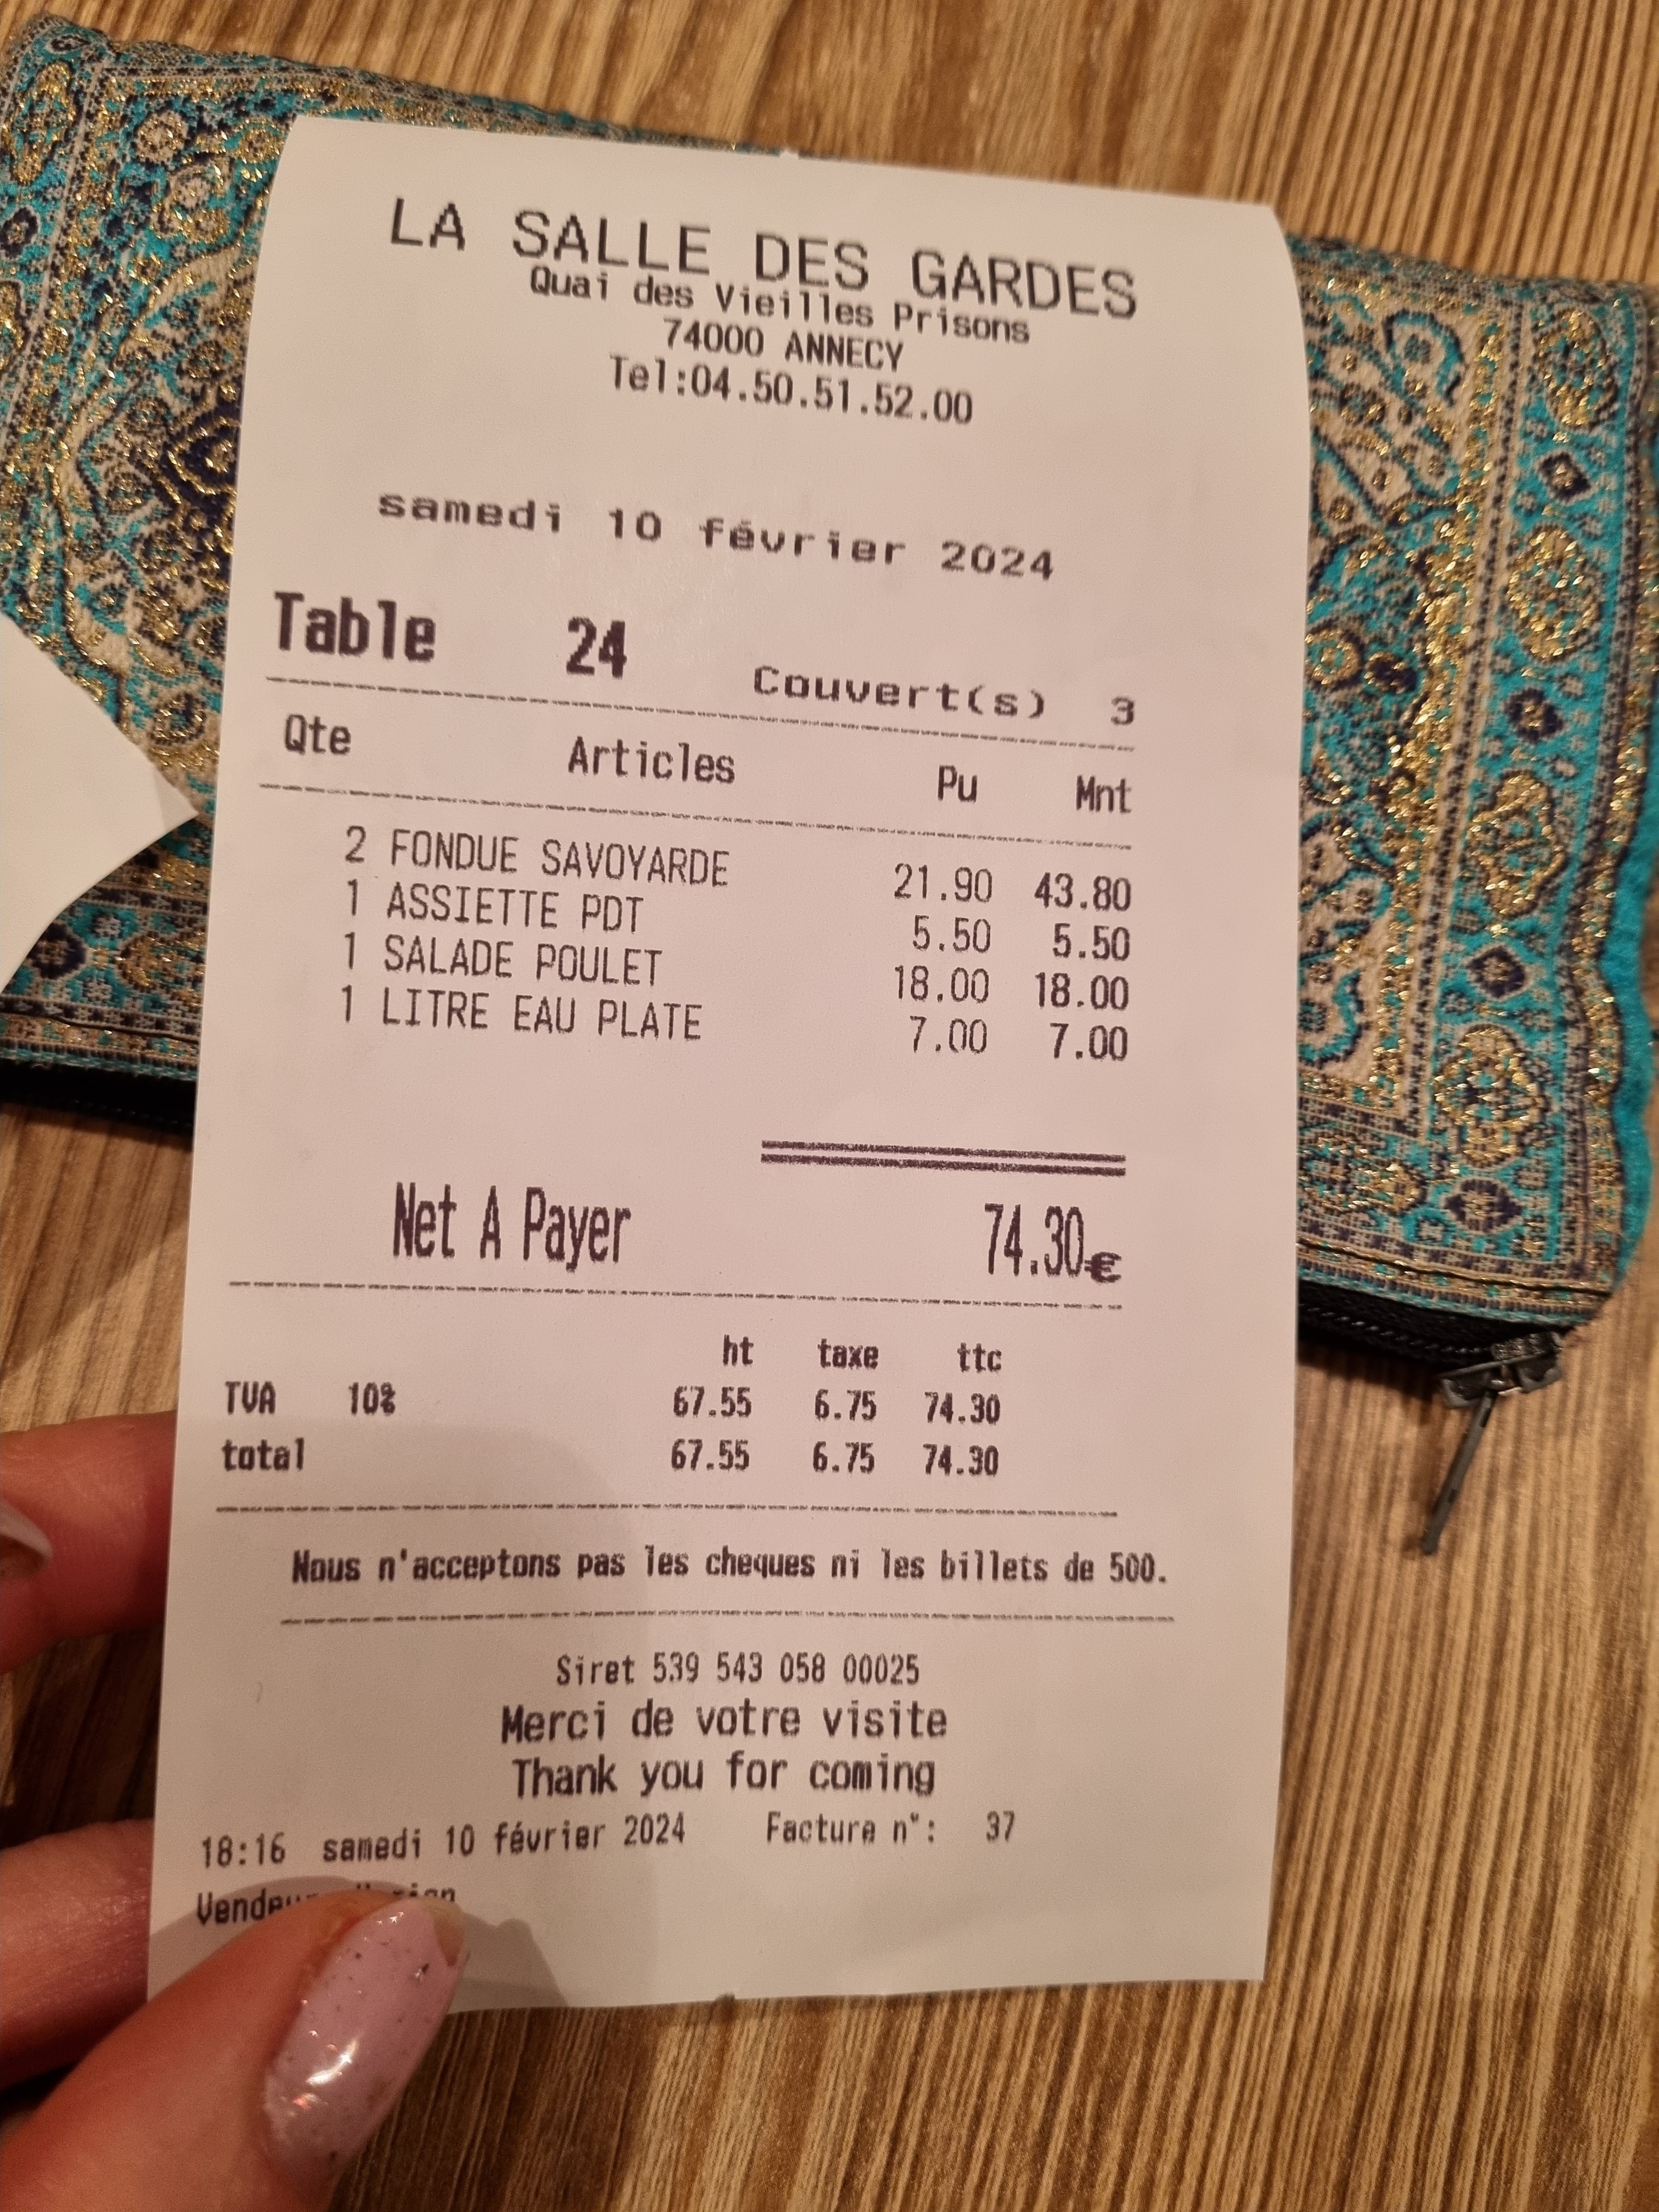 LA SALLE DES GARDES
Quai des Vieilles Prisons
74000 ANNECY
Tel:04.50.51.52.00
samedi 10 février 2024
Table 24 Couvert(s) 3
Qte Articles Pu Mnt
2 FONDUE SAVOYARDE 21.90 43.80
1 ASSIETTE PDT 5.50 5.50
1 SALADE POULET 18.00 18.00
1 LITRE EAU PLATE 7.00 7.00
Net A Payer 74.30€
ht taxe ttc
TVA 10% 67.55 6.75 74.30
total 67.55 6.75 74.30
Nous n'acceptons pas les cheques ni les billets de 500.
Siret 539 543 058 00025
Merci de votre visite
Thank you for coming
18:16 samedi 10 février 2024 Facture n°: 37